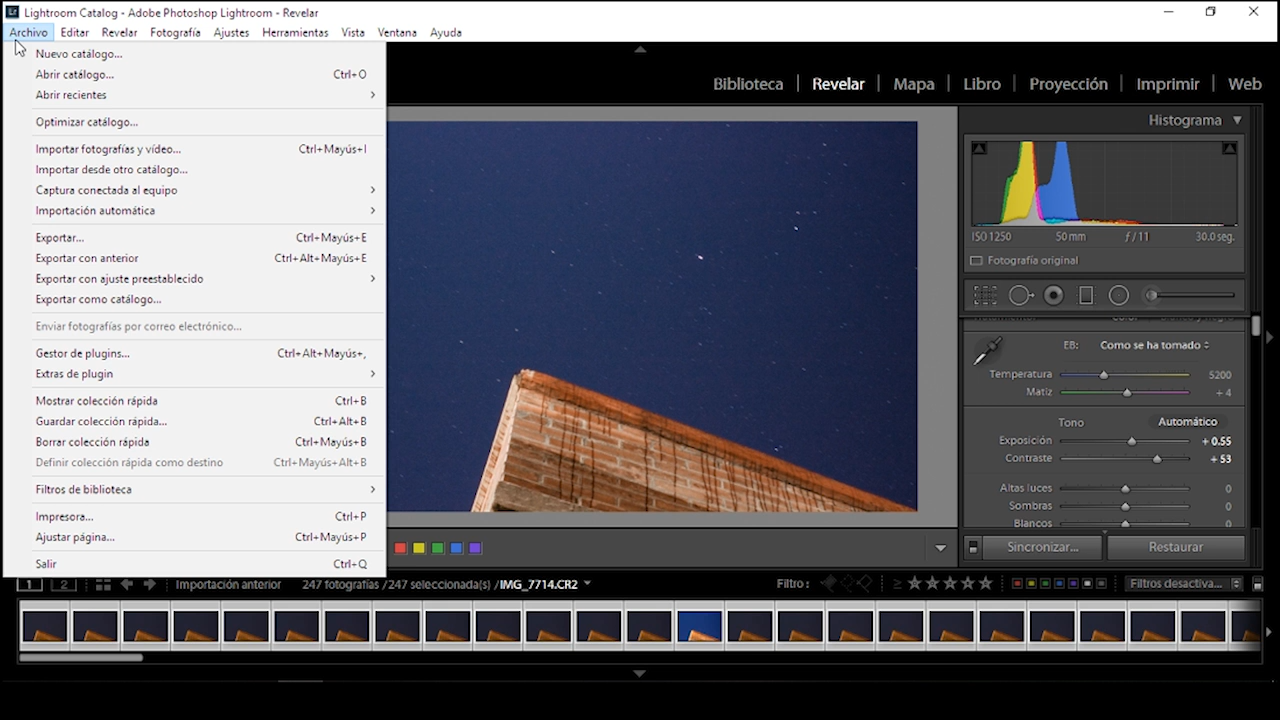 Lightroom Catalog - Adobe Photoshop Lightroom - Revelar
Archivo Editar Revelar Fotografía Ajustes Herramientas Vista Ventana Ayuda
Nuevo catálogo...
Abrir catálogo... Ctrl+O
Abrir recientes
Optimizar catálogo...
Importar fotografías y vídeo... Ctrl+Mayús+I
Importar desde otro catálogo...
Captura conectada al equipo
Importación automática
Exportar... Ctrl+Mayús+E
Exportar con anterior Ctrl+Alt+Mayús+E
Exportar con ajuste preestablecido
Exportar como catálogo...
Enviar fotografías por correo electrónico...
Gestor de plugins... Ctrl+Alt+Mayús+,
Extras de plugin
Mostrar colección rápida Ctrl+B
Guardar colección rápida... Ctrl+Alt+B
Borrar colección rápida Ctrl+Mayús+B
Definir colección rápida como destino Ctrl+Mayús+Alt+B
Filtros de biblioteca
Impresora... Ctrl+P
Ajustar página... Ctrl+Mayús+P
Salir Ctrl+Q
Biblioteca | Revelar | Mapa | Libro | Proyección | Imprimir | Web
Histograma
ISO 1250 50 mm ƒ / 11 30.0 seg.
Fotografía original
Tratamiento: Color Blanco y negro
EB: Como se ha tomado
Temperatura 5200
Matiz + 4
Tono Automático
Exposición + 0.55
Contraste + 53
Altas luces 0
Sombras 0
Blancos 0
Sincronizar... Restaurar
1 2 Importación anterior 247 fotografías /247 seleccionada(s) /IMG_7714.CR2 Filtro : ≥ Filtros desactiva...